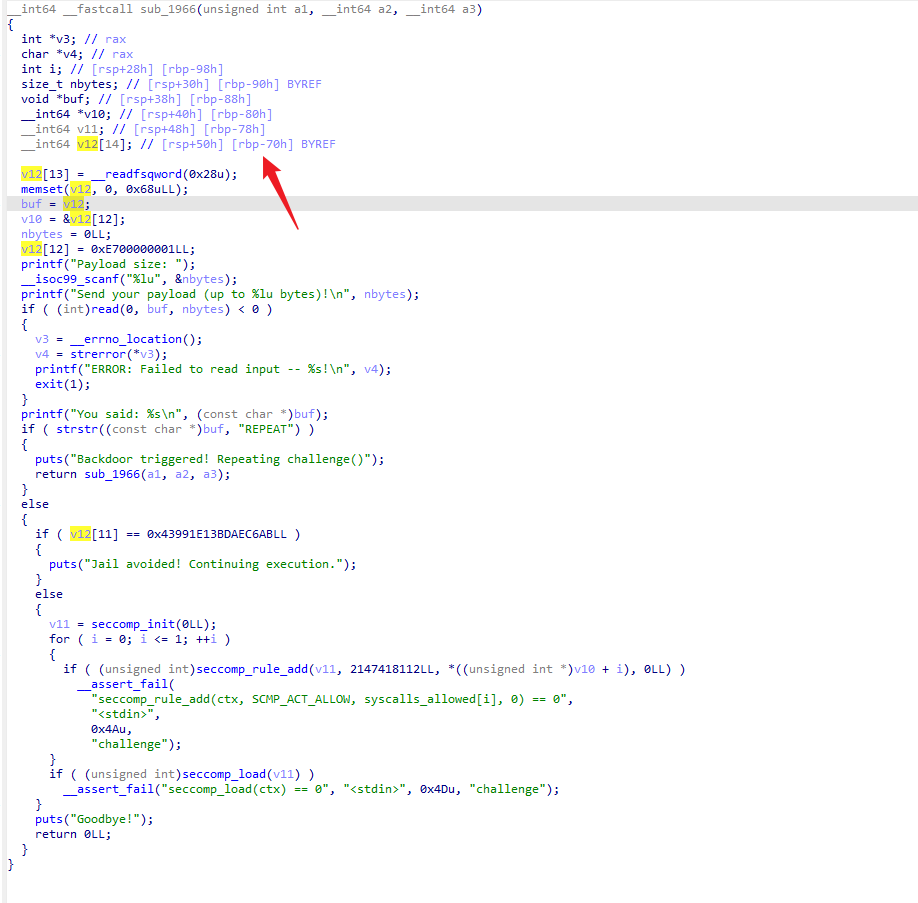 __int64 __fastcall sub_1966(unsigned int a1, __int64 a2, __int64 a3)
{
  int *v3; // rax
  char *v4; // rax
  int i; // [rsp+28h] [rbp-98h]
  size_t nbytes; // [rsp+30h] [rbp-90h] BYREF
  void *buf; // [rsp+38h] [rbp-88h]
  __int64 *v10; // [rsp+40h] [rbp-80h]
  __int64 v11; // [rsp+48h] [rbp-78h]
  __int64 v12[14]; // [rsp+50h] [rbp-70h] BYREF

  v12[13] = __readfsqword(0x28u);
  memset(v12, 0, 0x68uLL);
  buf = v12;
  v10 = &v12[12];
  nbytes = 0LL;
  v12[12] = 0xE700000001LL;
  printf("Payload size: ");
  __isoc99_scanf("%lu", &nbytes);
  printf("Send your payload (up to %lu bytes)!\n", nbytes);
  if ( (int)read(0, buf, nbytes) < 0 )
  {
    v3 = __errno_location();
    v4 = strerror(*v3);
    printf("ERROR: Failed to read input -- %s!\n", v4);
    exit(1);
  }
  printf("You said: %s\n", (const char *)buf);
  if ( strstr((const char *)buf, "REPEAT") )
  {
    puts("Backdoor triggered! Repeating challenge()");
    return sub_1966(a1, a2, a3);
  }
  else
  {
    if ( v12[11] == 0x43991E13BDAEC6ABLL )
    {
      puts("Jail avoided! Continuing execution.");
    }
    else
    {
      v11 = seccomp_init(0LL);
      for ( i = 0; i <= 1; ++i )
      {
        if ( (unsigned int)seccomp_rule_add(v11, 2147418112LL, *((unsigned int *)v10 + i), 0LL) )
          __assert_fail(
            "seccomp_rule_add(ctx, SCMP_ACT_ALLOW, syscalls_allowed[i], 0) == 0",
            "<stdin>",
            0x4Au,
            "challenge");
      }
      if ( (unsigned int)seccomp_load(v11) )
        __assert_fail("seccomp_load(ctx) == 0", "<stdin>", 0x4Du, "challenge");
    }
    puts("Goodbye!");
    return 0LL;
  }
}